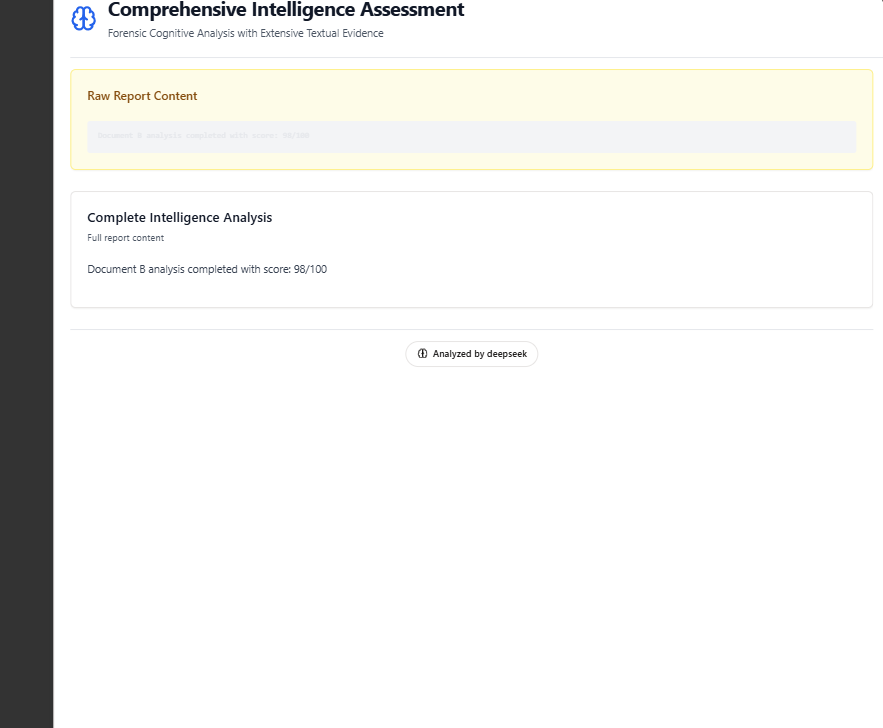 Comprehensive Intelligence Assessment
Forensic Cognitive Analysis with Extensive Textual Evidence
Raw Report Content
Document B analysis completed with score: 98/100
Complete Intelligence Analysis
Full report content
Document B analysis completed with score: 98/100
Analyzed by deepseek